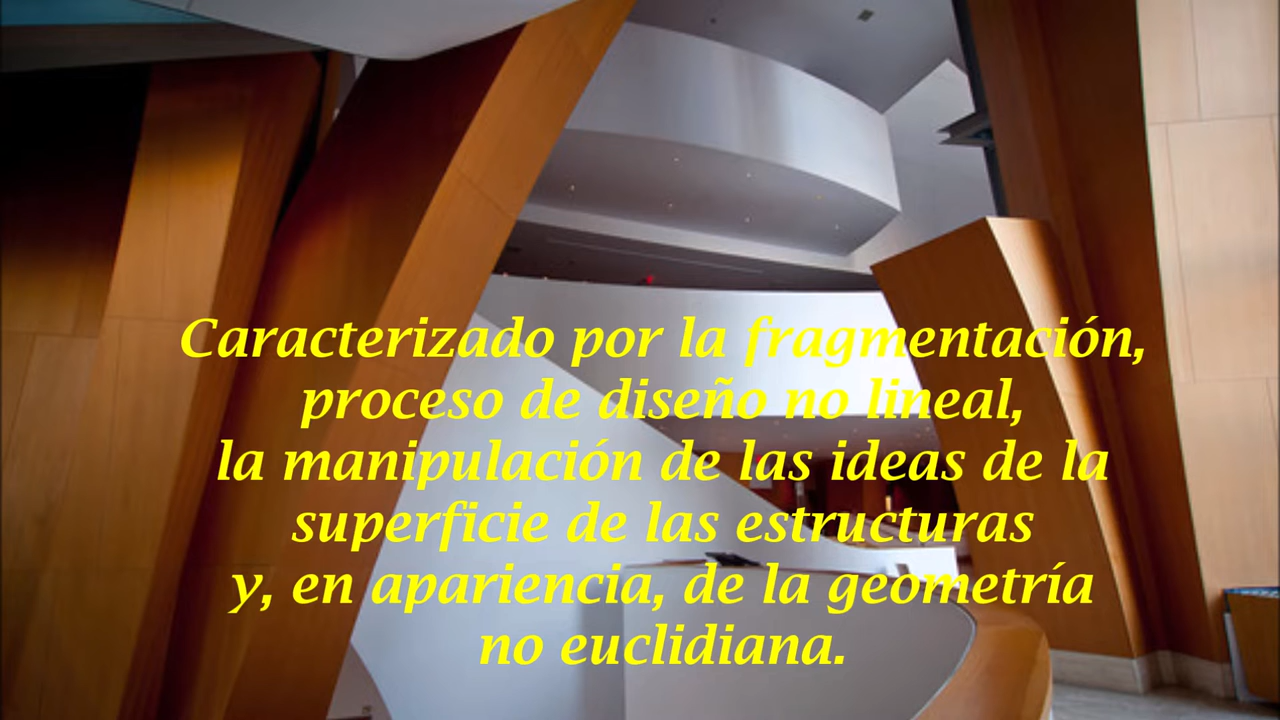 Caracterizado por la fragmentación,
proceso de diseño no lineal,
la manipulación de las ideas de la
superficie de las estructuras
y, en apariencia, de la geometría
no euclidiana.